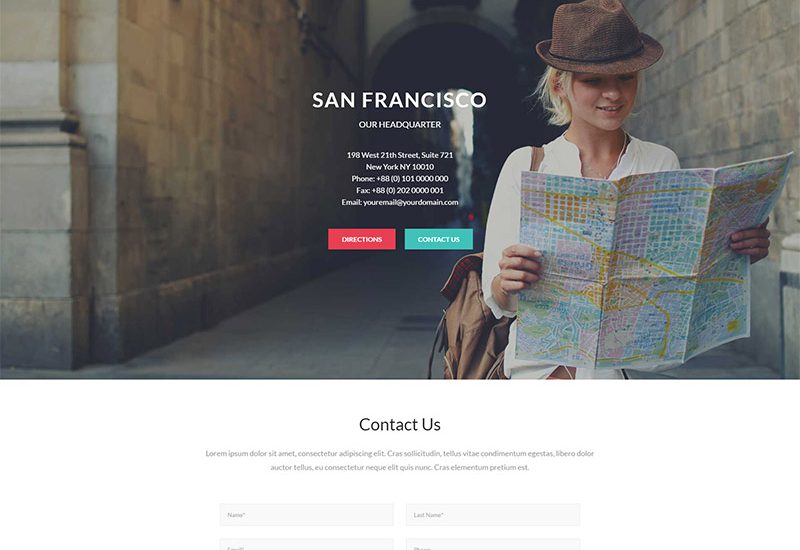 SAN FRANCISCO
OUR HEADQUARTER
198 West 21th Street, Suite 721
New York NY 10010
Phone: +88 (0) 101 0000 000
Fax: +88 (0) 202 0000 001
Email: youremail@yourdomain.com
DIRECTIONS CONTACT US
Contact Us
Lorem ipsum dolor sit amet, consectetur adipiscing elit. Cras sollicitudin, tellus vitae condimentum egestas, libero dolor
auctor tellus, eu consectetur neque elit quis nunc. Cras elementum pretium est.
Name* Last Name*
Email* Phone